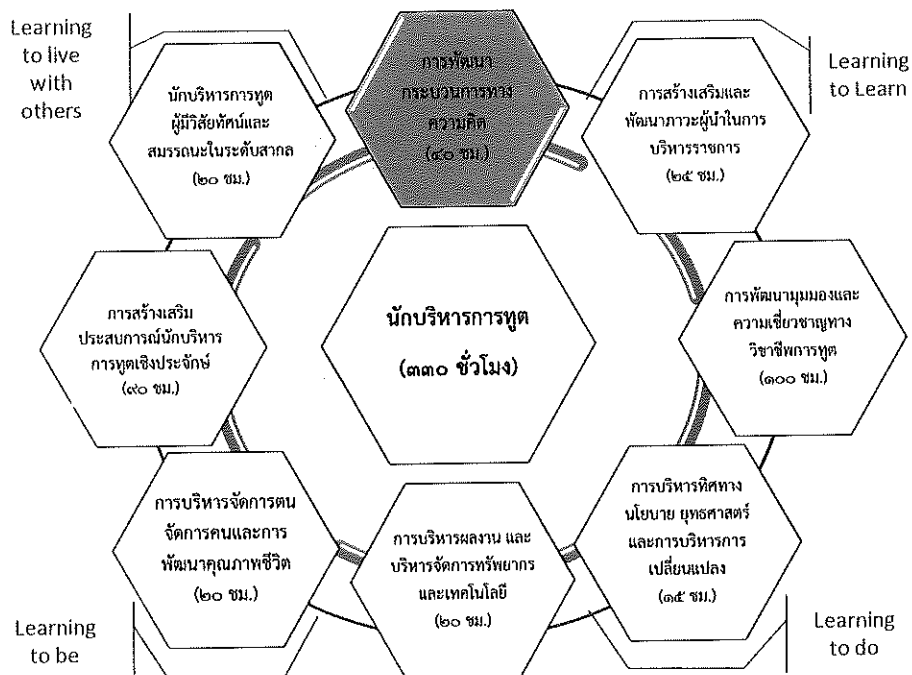 Learning
to live
with
others
นักบริหารการทูต
ผู้มีวิสัยทัศน์และ
สมรรถนะในระดับสากล
(๒๐ ชม.)
การพัฒนา
กระบวนการทาง
ความคิด
(๔๐ ชม.)
การสร้างเสริมและ
พัฒนาภาวะผู้นำในการ
บริหารราชการ
(๒๕ ชม.)
Learning
to Learn
การสร้างเสริม
ประสบการณ์นักบริหาร
การทูตเชิงประจักษ์
(๙๐ ชม.)
นักบริหารการทูต
(๓๓๐ ชั่วโมง)
การพัฒนามุมมองและ
ความเชี่ยวชาญทาง
วิชาชีพการทูต
(๑๐๐ ชม.)
การบริหารจัดการตน
จัดการคนและการ
พัฒนาคุณภาพชีวิต
(๒๐ ชม.)
การบริหารผลงาน และ
บริหารจัดการทรัพยากร
และเทคโนโลยี
(๒๐ ชม.)
การบริหารทิศทาง
นโยบาย ยุทธศาสตร์
และการบริหารการ
เปลี่ยนแปลง
(๑๕ ชม.)
Learning
to be
Learning
to do